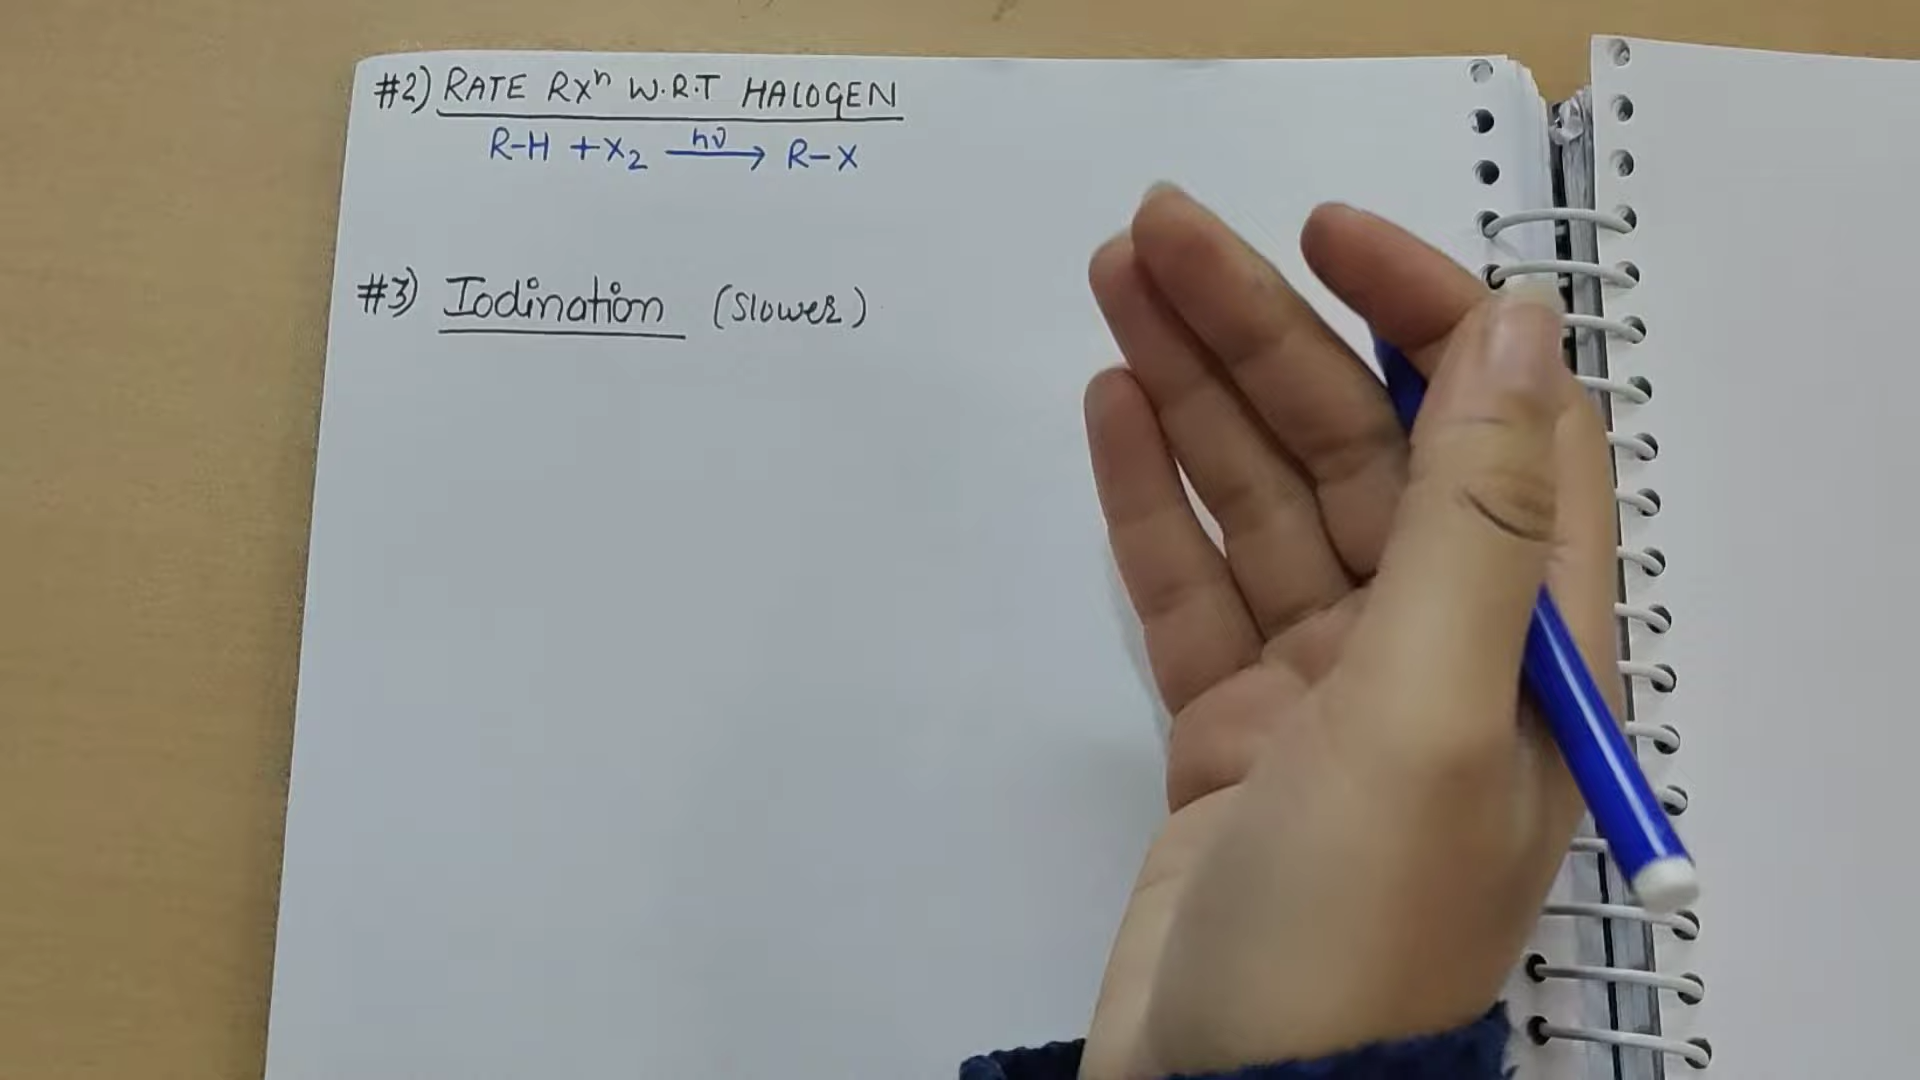 #2) RATE RXⁿ W.R.T HALOGEN
R-H + X₂ hν→ R-X
#3) Iodination (Slower)